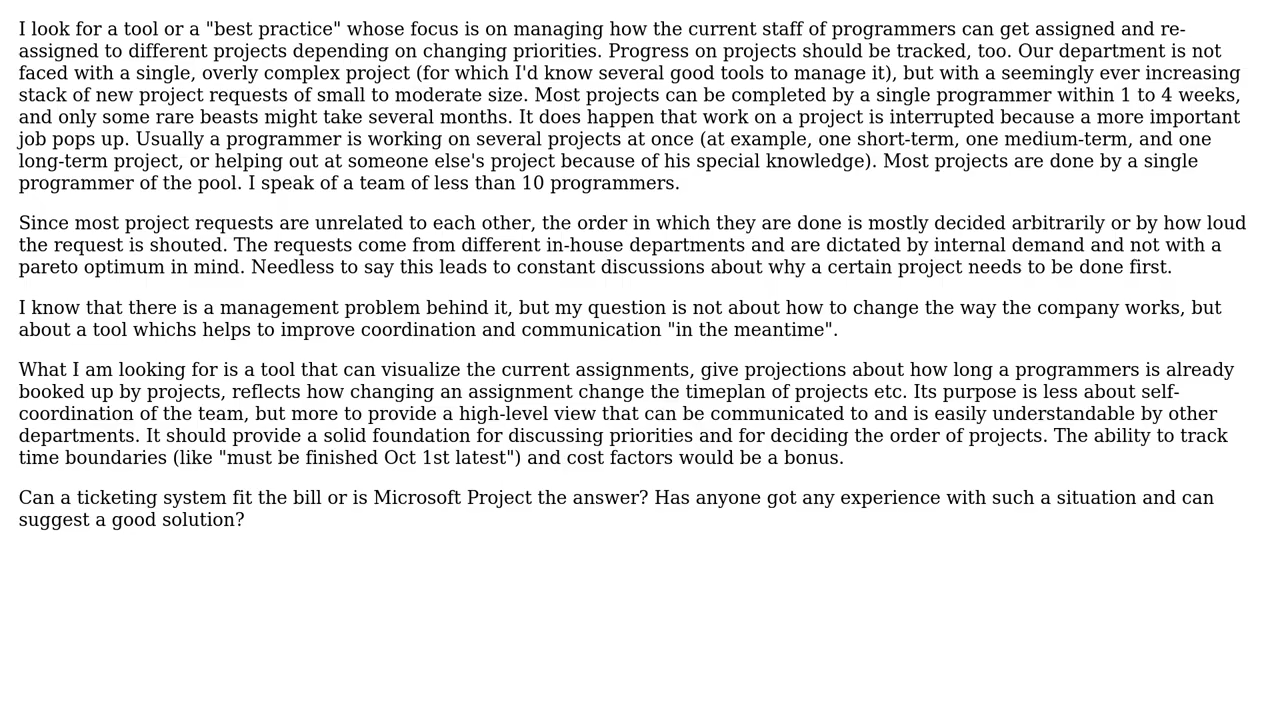 I look for a tool or a "best practice" whose focus is on managing how the current staff of programmers can get assigned and re-
assigned to different projects depending on changing priorities. Progress on projects should be tracked, too. Our department is not
faced with a single, overly complex project (for which I'd know several good tools to manage it), but with a seemingly ever increasing
stack of new project requests of small to moderate size. Most projects can be completed by a single programmer within 1 to 4 weeks,
and only some rare beasts might take several months. It does happen that work on a project is interrupted because a more important
job pops up. Usually a programmer is working on several projects at once (at example, one short-term, one medium-term, and one
long-term project, or helping out at someone else's project because of his special knowledge). Most projects are done by a single
programmer of the pool. I speak of a team of less than 10 programmers.
Since most project requests are unrelated to each other, the order in which they are done is mostly decided arbitrarily or by how loud
the request is shouted. The requests come from different in-house departments and are dictated by internal demand and not with a
pareto optimum in mind. Needless to say this leads to constant discussions about why a certain project needs to be done first.
I know that there is a management problem behind it, but my question is not about how to change the way the company works, but
about a tool whichs helps to improve coordination and communication "in the meantime".
What I am looking for is a tool that can visualize the current assignments, give projections about how long a programmers is already
booked up by projects, reflects how changing an assignment change the timeplan of projects etc. Its purpose is less about self-
coordination of the team, but more to provide a high-level view that can be communicated to and is easily understandable by other
departments. It should provide a solid foundation for discussing priorities and for deciding the order of projects. The ability to track
time boundaries (like "must be finished Oct 1st latest") and cost factors would be a bonus.
Can a ticketing system fit the bill or is Microsoft Project the answer? Has anyone got any experience with such a situation and can
suggest a good solution?